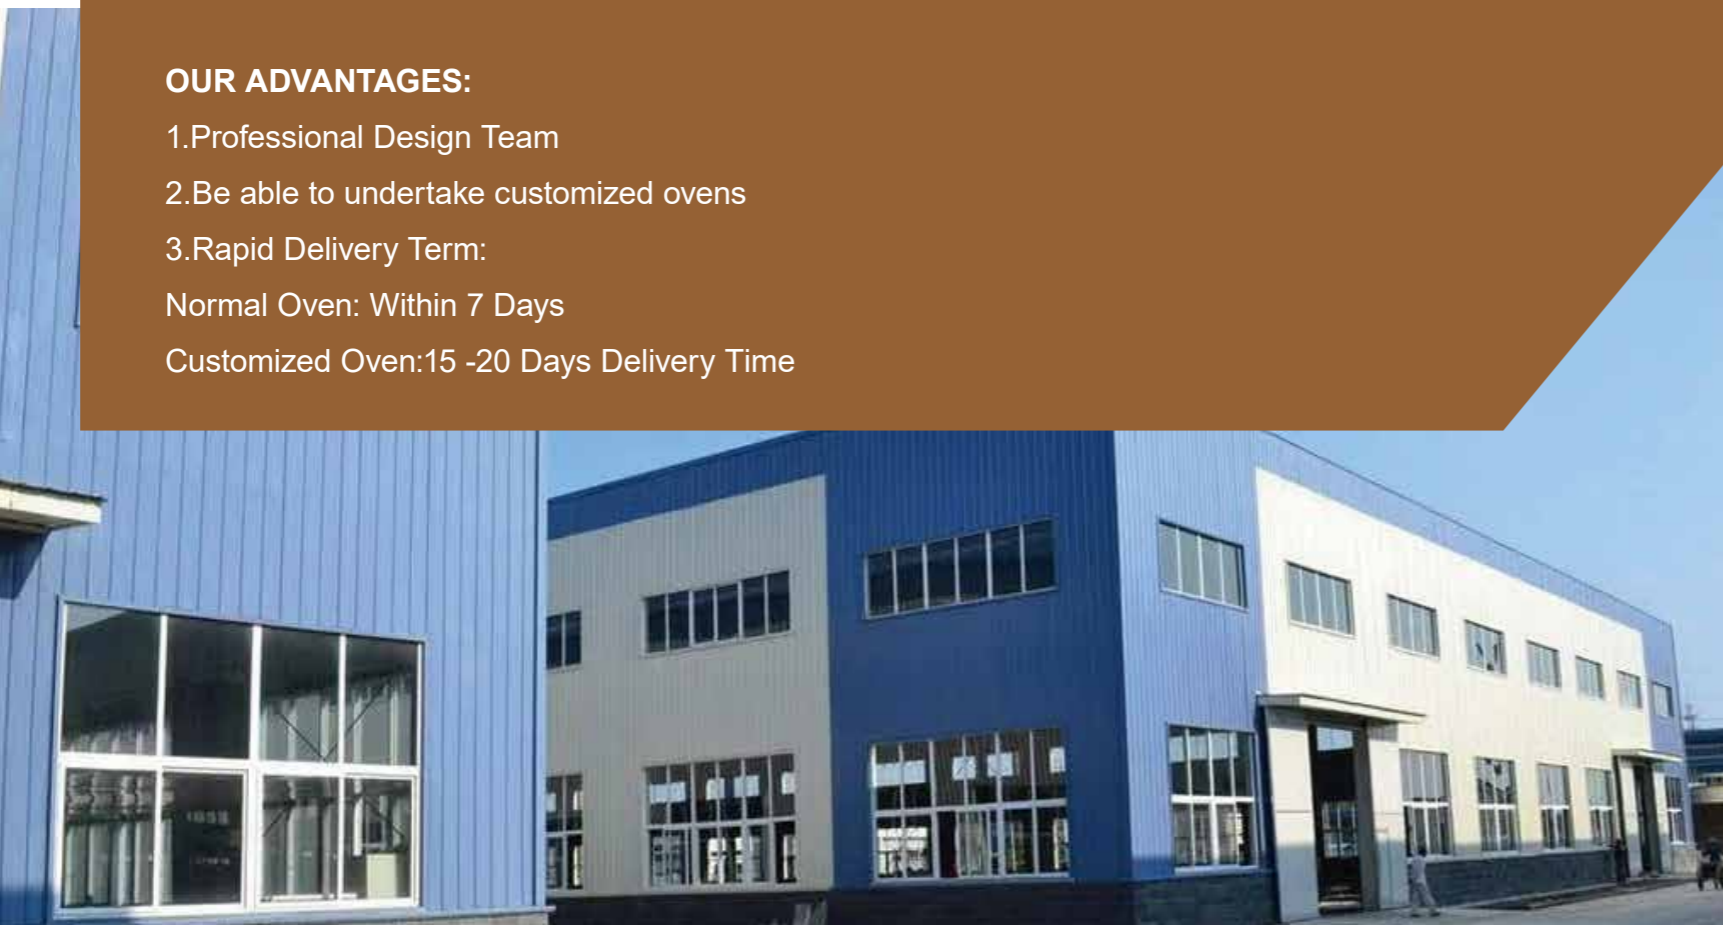 OUR ADVANTAGES:
1.Professional Design Team
2.Be able to undertake customized ovens
3.Rapid Delivery Term:
Normal Oven: Within 7 Days
Customized Oven:15 -20 Days Delivery Time